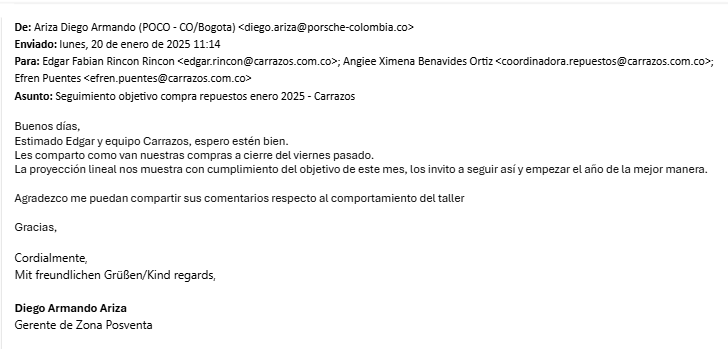 De: Ariza Diego Armando (POCO - CO/Bogota) <diego.ariza@porsche-colombia.co>
Enviado: lunes, 20 de enero de 2025 11:14
Para: Edgar Fabian Rincon Rincon <edgar.rincon@carrazos.com.co>; Angiee Ximena Benavides Ortiz <coordinadora.repuestos@carrazos.com.co>;
Efren Puentes <efren.puentes@carrazos.com.co>
Asunto: Seguimiento objetivo compra repuestos enero 2025 - Carrazos
Buenos días,
Estimado Edgar y equipo Carrazos, espero estén bien.
Les comparto como van nuestras compras a cierre del viernes pasado.
La proyección lineal nos muestra con cumplimiento del objetivo de este mes, los invito a seguir así y empezar el año de la mejor manera.
Agradezco me puedan compartir sus comentarios respecto al comportamiento del taller
Gracias,
Cordialmente,
Mit freundlichen Grüßen/Kind regards,
Diego Armando Ariza
Gerente de Zona Posventa